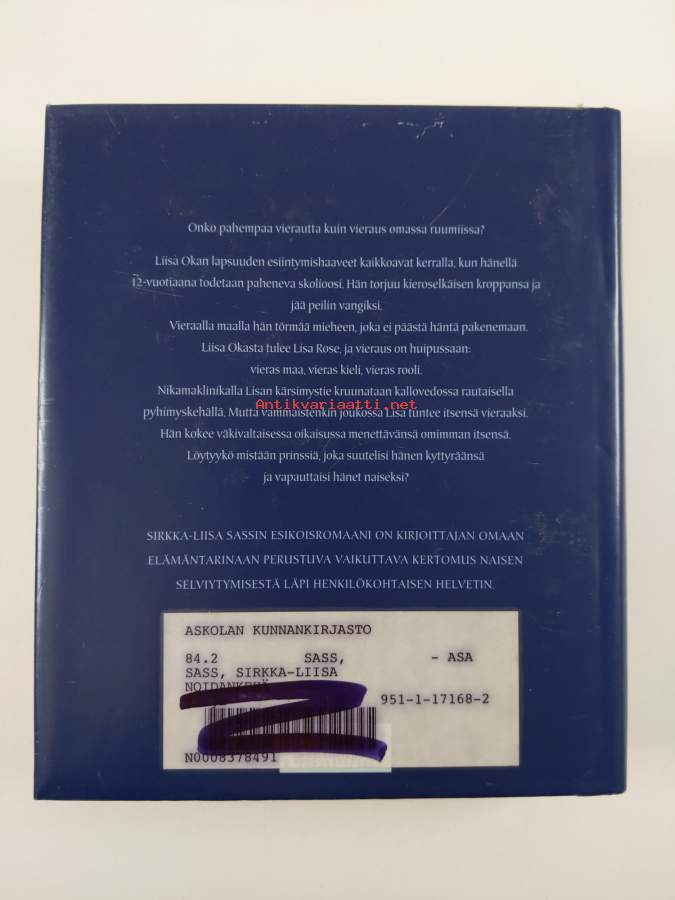 Onko pahempaa vierautta kuin vieraus omassa ruumiissa?
Liisa Okan lapsuuden esiintymishaaveet kaikkoavat kerralla, kun hänellä
12-vuotiaana todetaan paheneva skolioosi. Hän torjuu kieroselkäisen kroppansa ja
jää peilin vangiksi.
Vieraalla maalla hän törmää mieheen, joka ei päästä häntä pakenemaan.
Liisa Okasta tulee Lisa Rose, ja vieraus on huipussaan:
vieras maa, vieras kieli, vieras rooli.
Nikamaklinikalla Lisan kärsimystie kruunataan kallovedossa rautaisella
Antikvariaatti.net
pyhimyskehällä. Mutta vammaistenkin joukossa Lisa tuntee itsensä vieraaksi.
Hän kokee väkivaltaisessa oikaisussa menettävänsä omimman itsensä.
Löytyykö mistään prinssiä, joka suutelisi hänen kyttyräänsä
ja vapauttaisi hänet naiseksi?
SIRKKA-LIISA SASSIN ESIKOISROMAANI ON KIRJOITTAJAN OMAAN
ELÄMÄNTARINAAN PERUSTUVA VAIKUTTAVA KERTOMUS NAISEN
SELVIYTYMISESTÄ LÄPI HENKILÖKOHTAISEN HELVETIN.
ASKOLAN KUNNANKIRJASTO
84.2 SASS, - ASA
SASS, SIRKKA-LIISA
951-1-17168-2
N0008378491